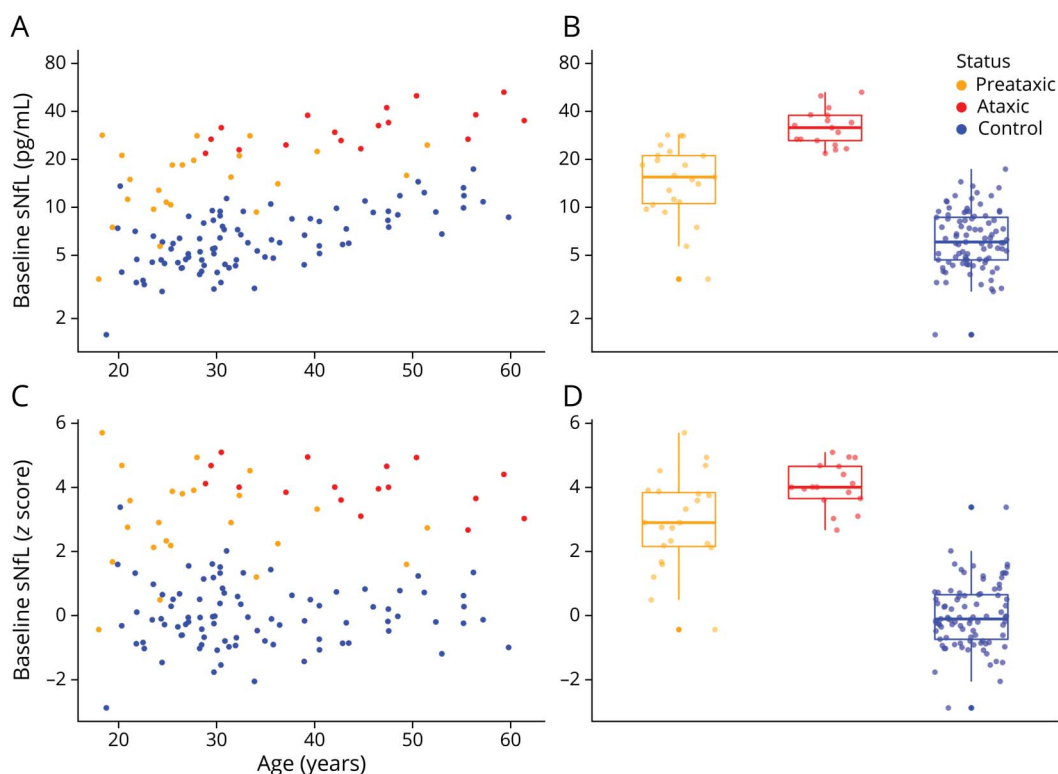 A
B
Baseline sNfL (pg/mL)
80
40
20
10
5
2
20
30
40
50
60
80
40
20
10
5
2
Status
Preataxic
Ataxic
Control
C
D
Baseline sNfL (z score)
6
4
2
0
–2
20
30
40
50
60
Age (years)
6
4
2
0
–2